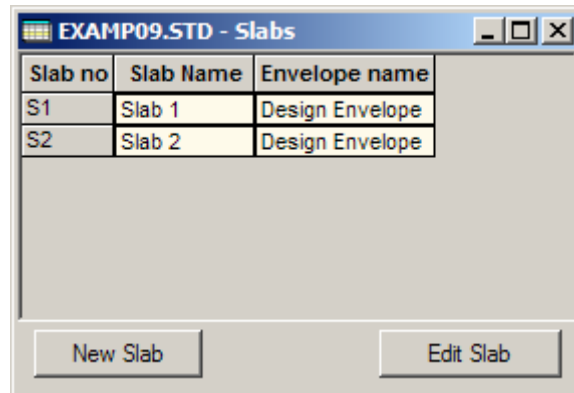 EXAMP09.STD - Slabs
Slab no Slab Name Envelope name
S1 Slab 1 Design Envelope
S2 Slab 2 Design Envelope
New Slab Edit Slab